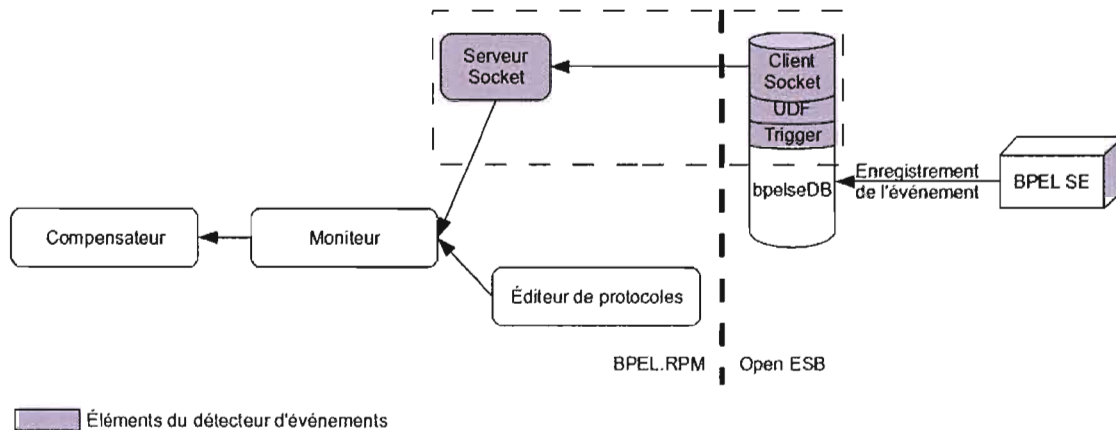 Serveur
Socket
Client
Socket
UDF
Trigger
bpelseDB
Enregistrement
de l'événement
BPEL SE
Compensateur
Moniteur
Éditeur de protocoles
BPEL.RPM
Open ESB
Éléments du détecteur d'événements